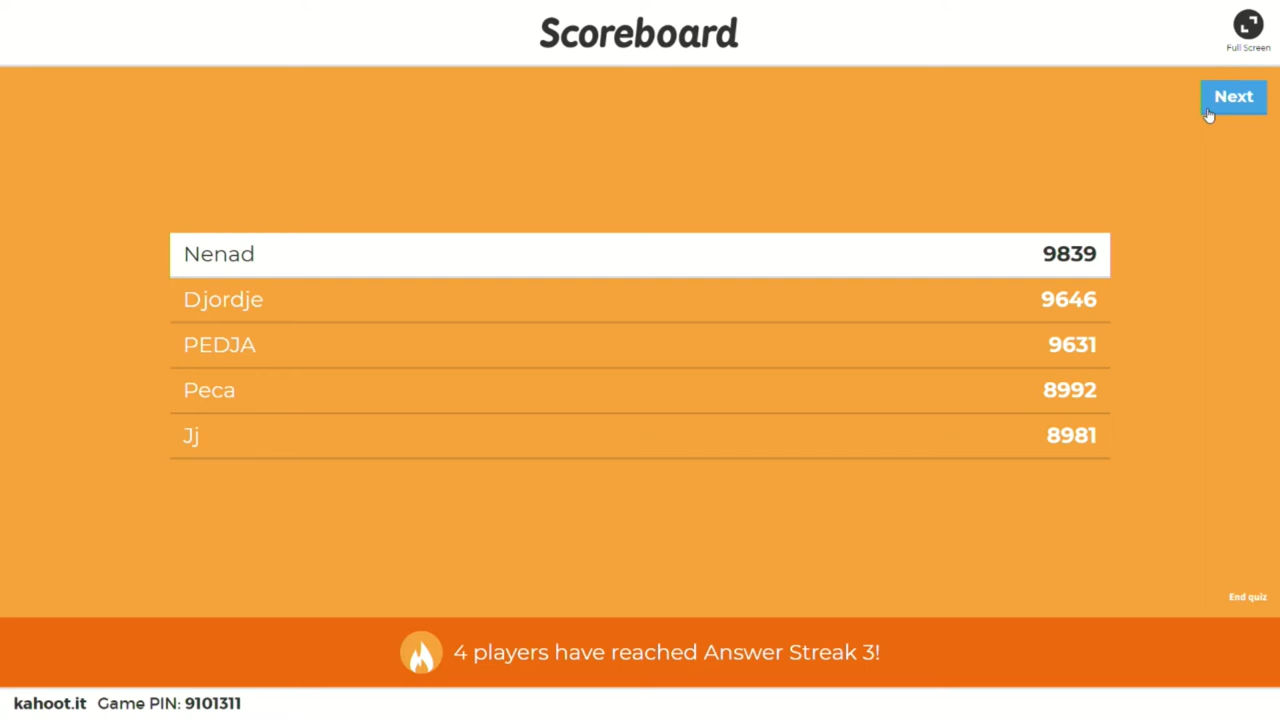 Scoreboard
Full Screen
Next
Nenad 9839
Djordje 9646
PEDJA 9631
Peca 8992
Jj 8981
End quiz
4 players have reached Answer Streak 3!
kahoot.it Game PIN: 9101311